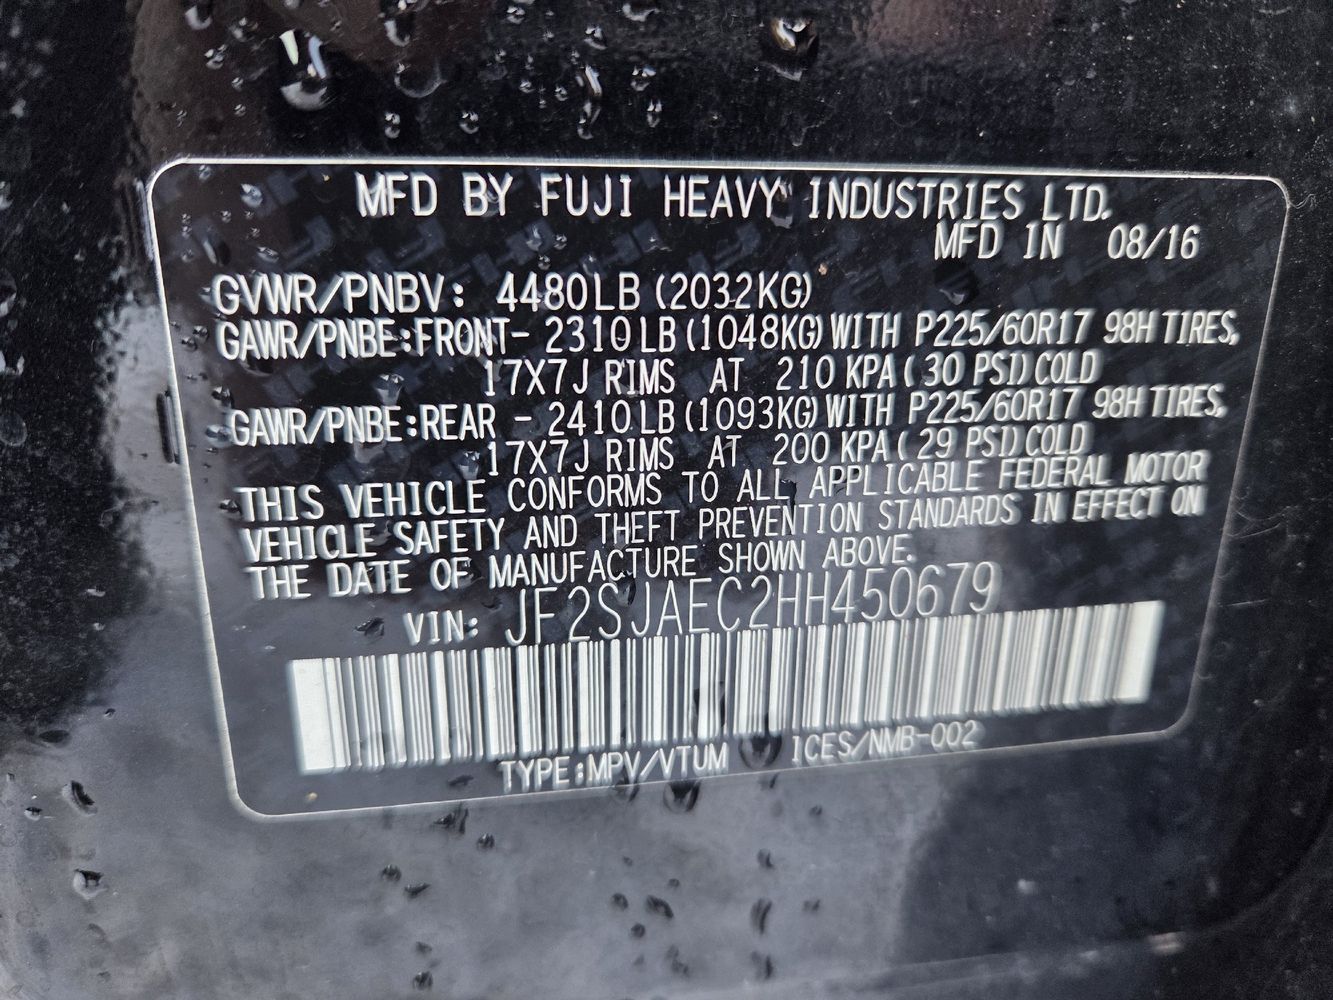 MFD BY FUJI HEAVY INDUSTRIES LTD.
MFD IN 08/16
GVWR/PNBV: 4480LB (2032KG)
GAWR/PNBE:FRONT- 2310LB(1048KG)WITH P225/60R17 98H TIRES,
17X7J RIMS AT 210 KPA( 30 PSI)COLD
GAWR/PNBE:REAR - 2410LB(1093KG)WITH P225/60R17 98H TIRES,
17X7J RIMS AT 200 KPA( 29 PSI)COLD
THIS VEHICLE CONFORMS TO ALL APPLICABLE FEDERAL MOTOR
VEHICLE SAFETY AND THEFT PREVENTION STANDARDS IN EFFECT ON
THE DATE OF MANUFACTURE SHOWN ABOVE.
VIN: JF2SJAEC2HH450679
TYPE:MPV/VTUM ICES/NMB-002